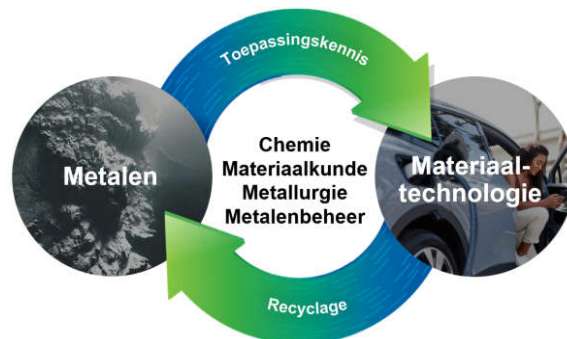 Toepassingskennis
Metalen
Chemie
Materiaalkunde
Metallurgie
Metalenbeheer
Materiaal-
technologie
Recyclage